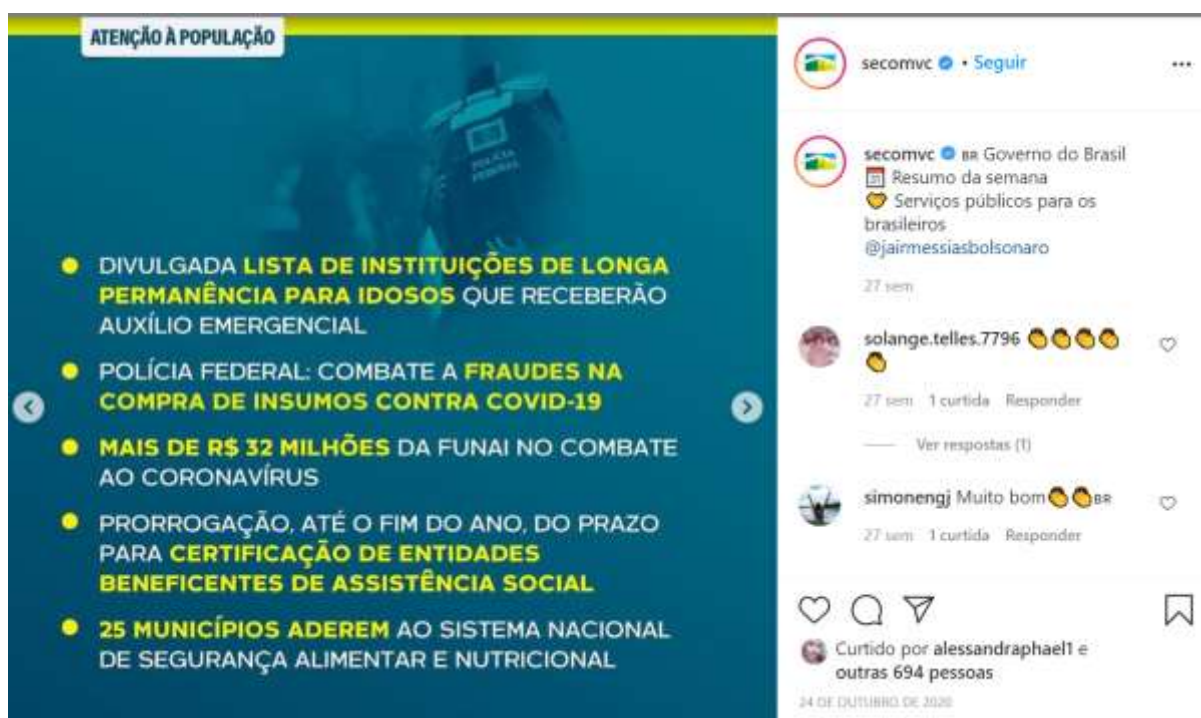 ATENÇÃO À POPULAÇÃO
POLÍCIA
FEDERAL
DIVULGADA LISTA DE INSTITUIÇÕES DE LONGA
PERMANÊNCIA PARA IDOSOS QUE RECEBERÃO
AUXÍLIO EMERGENCIAL
POLÍCIA FEDERAL: COMBATE A FRAUDES NA
COMPRA DE INSUMOS CONTRA COVID-19
MAIS DE R$ 32 MILHÕES DA FUNAI NO COMBATE
AO CORONAVÍRUS
PRORROGAÇÃO, ATÉ O FIM DO ANO, DO PRAZO
PARA CERTIFICAÇÃO DE ENTIDADES
BENEFICENTES DE ASSISTÊNCIA SOCIAL
25 MUNICÍPIOS ADEREM AO SISTEMA NACIONAL
DE SEGURANÇA ALIMENTAR E NUTRICIONAL
secomvc • Seguir
secomvc BR Governo do Brasil
Resumo da semana
Serviços públicos para os
brasileiros
@jairmessiasbolsonaro
27 sem
solange.telles.7796 👏👏👏👏
👏
27 sem 1 curtida Responder
Ver respostas (1)
simonengj Muito bom👏👏BR
27 sem 1 curtida Responder
Curtido por alessandraphael1 e
outras 694 pessoas
24 DE OUTUBRO DE 2020